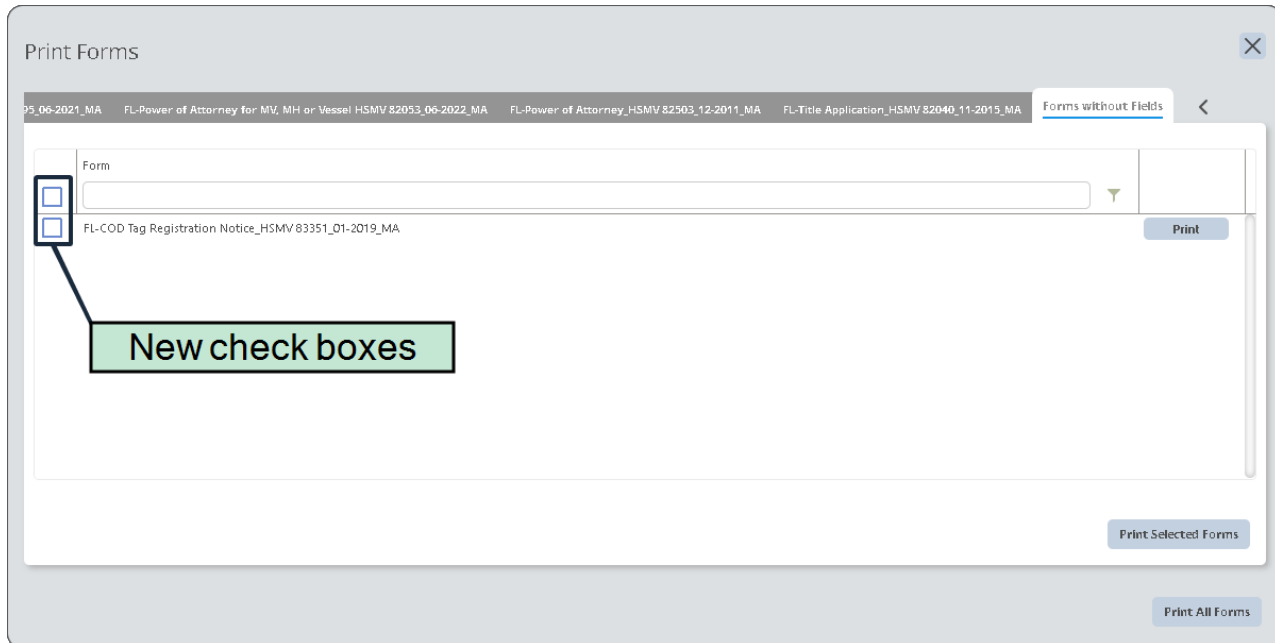 Print Forms
95_06-2021_MA FL-Power of Attorney for MV, MH or Vessel HSMV 82053_06-2022_MA FL-Power of Attorney_HSMV 82503_12-2011_MA FL-Title Application_HSMV 82040_11-2015_MA Forms without Fields
Form
FL-COD Tag Registration Notice_HSMV 83351_01-2019_MA Print
New check boxes
Print Selected Forms
Print All Forms